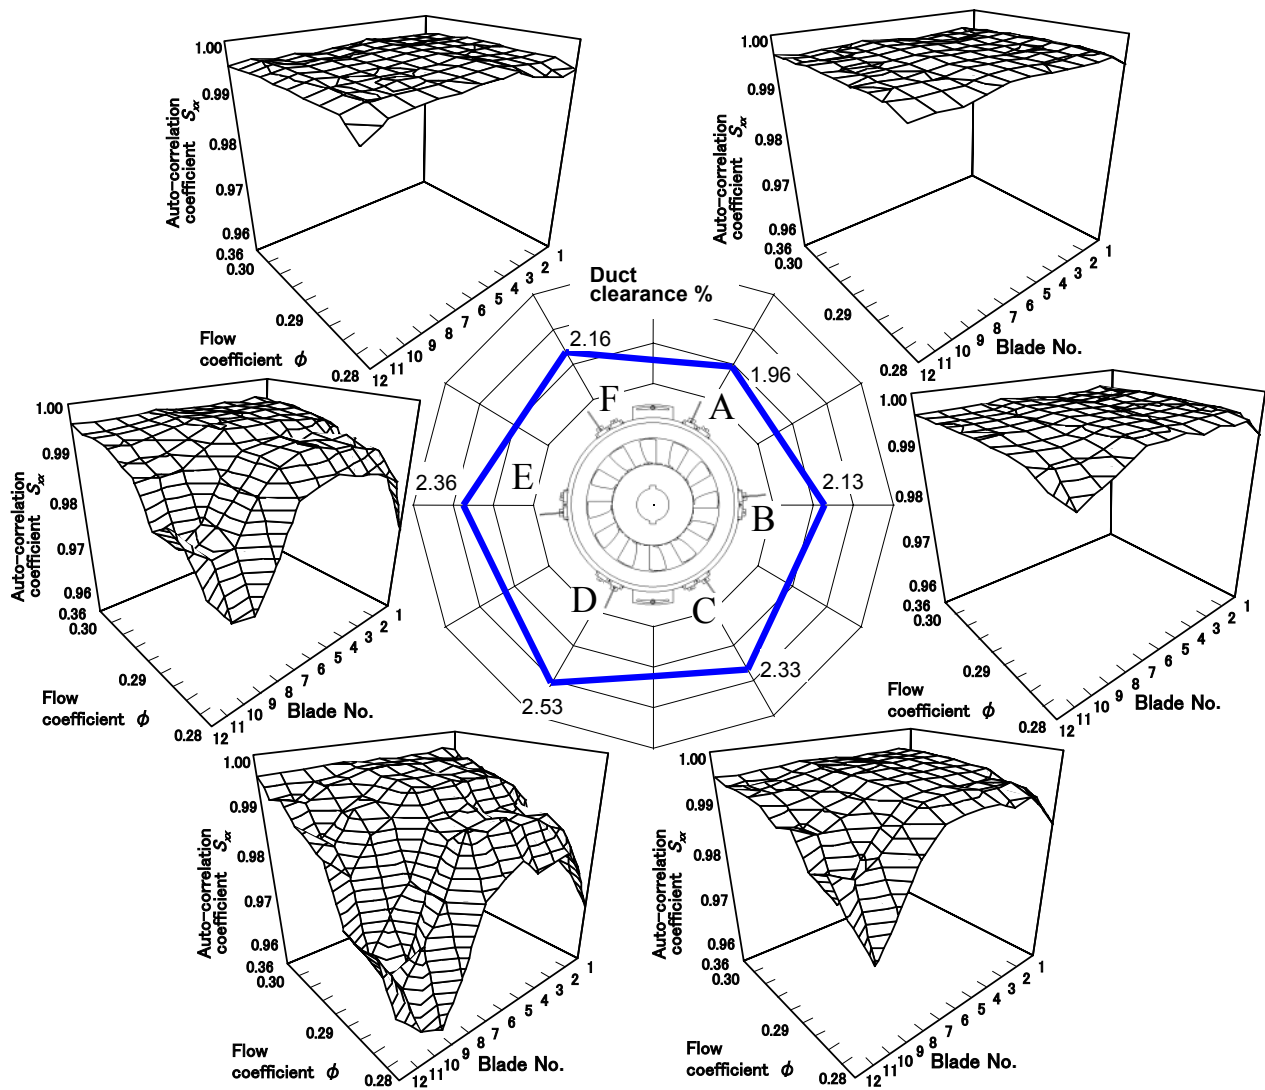 1.00
0.99
0.98
0.97
0.96
0.36
0.30
0.29
0.28
Auto-correlation
coefficient Sxx
Flow
coefficient ϕ
12 11 10 9 8 7 6 5 4 3 2 1
1.00
0.99
0.98
0.97
0.96
0.36
0.30
0.29
0.28
Auto-correlation
coefficient Sxx
12 11 10 9 8 7 6 5 4 3 2 1
Blade No.
Duct
clearance %
2.16
1.96
2.13
2.33
2.53
2.36
F
A
E
B
D
C
1.00
0.99
0.98
0.97
0.96
0.36
0.30
0.29
0.28
Auto-correlation
coefficient Sxx
Flow
coefficient ϕ
12 11 10 9 8 7 6 5 4 3 2 1
Blade No.
1.00
0.99
0.98
0.97
0.96
0.36
0.30
0.29
0.28
Flow
coefficient ϕ
12 11 10 9 8 7 6 5 4 3 2 1
Blade No.
1.00
0.99
0.98
0.97
0.96
0.36
0.30
0.29
0.28
Auto-correlation
coefficient Sxx
Flow
coefficient ϕ
12 11 10 9 8 7 6 5 4 3 2 1
Blade No.
1.00
0.99
0.98
0.97
0.96
0.36
0.30
0.29
0.28
Auto-correlation
coefficient Sxx
Flow
coefficient ϕ
12 11 10 9 8 7 6 5 4 3 2 1
Blade No.